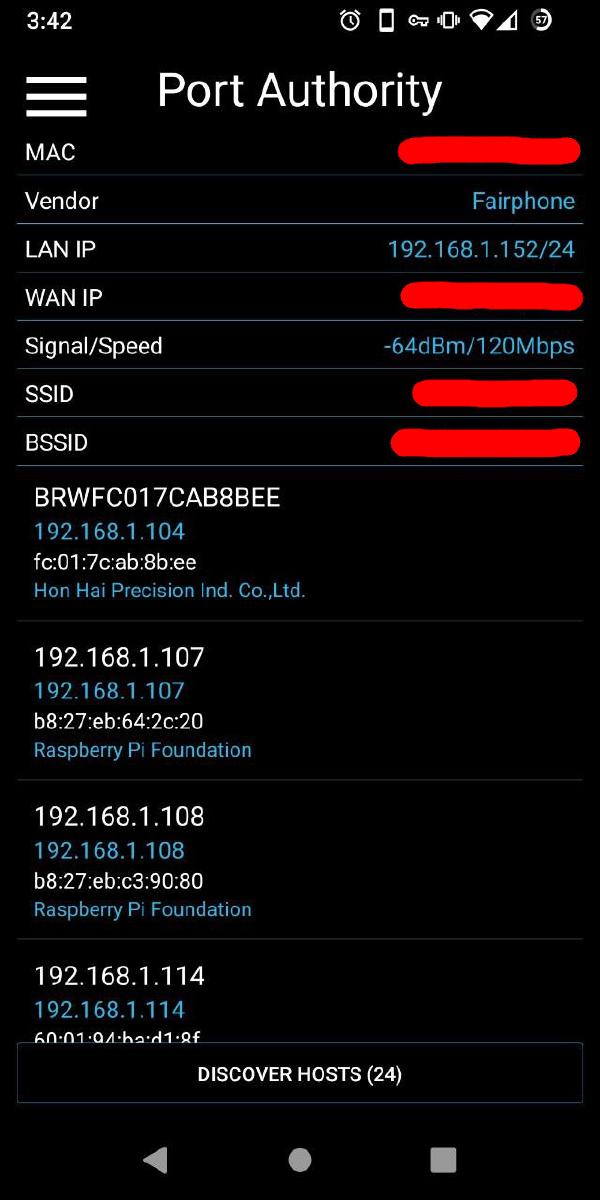 3:42
57
Port Authority
MAC
Vendor Fairphone
LAN IP 192.168.1.152/24
WAN IP
Signal/Speed -64dBm/120Mbps
SSID
BSSID
BRWFC017CAB8BEE
192.168.1.104
fc:01:7c:ab:8b:ee
Hon Hai Precision Ind. Co.,Ltd.
192.168.1.107
192.168.1.107
b8:27:eb:64:2c:20
Raspberry Pi Foundation
192.168.1.108
192.168.1.108
b8:27:eb:c3:90:80
Raspberry Pi Foundation
192.168.1.114
192.168.1.114
60:01:94:ba:d1:8f
DISCOVER HOSTS (24)